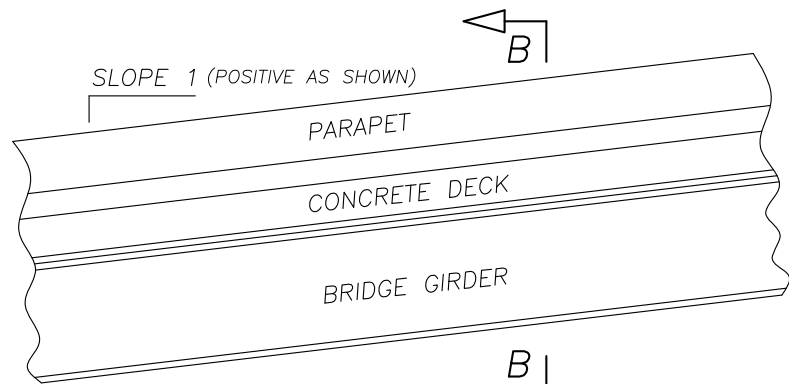 B
SLOPE 1 (POSITIVE AS SHOWN)
PARAPET
CONCRETE DECK
BRIDGE GIRDER
B